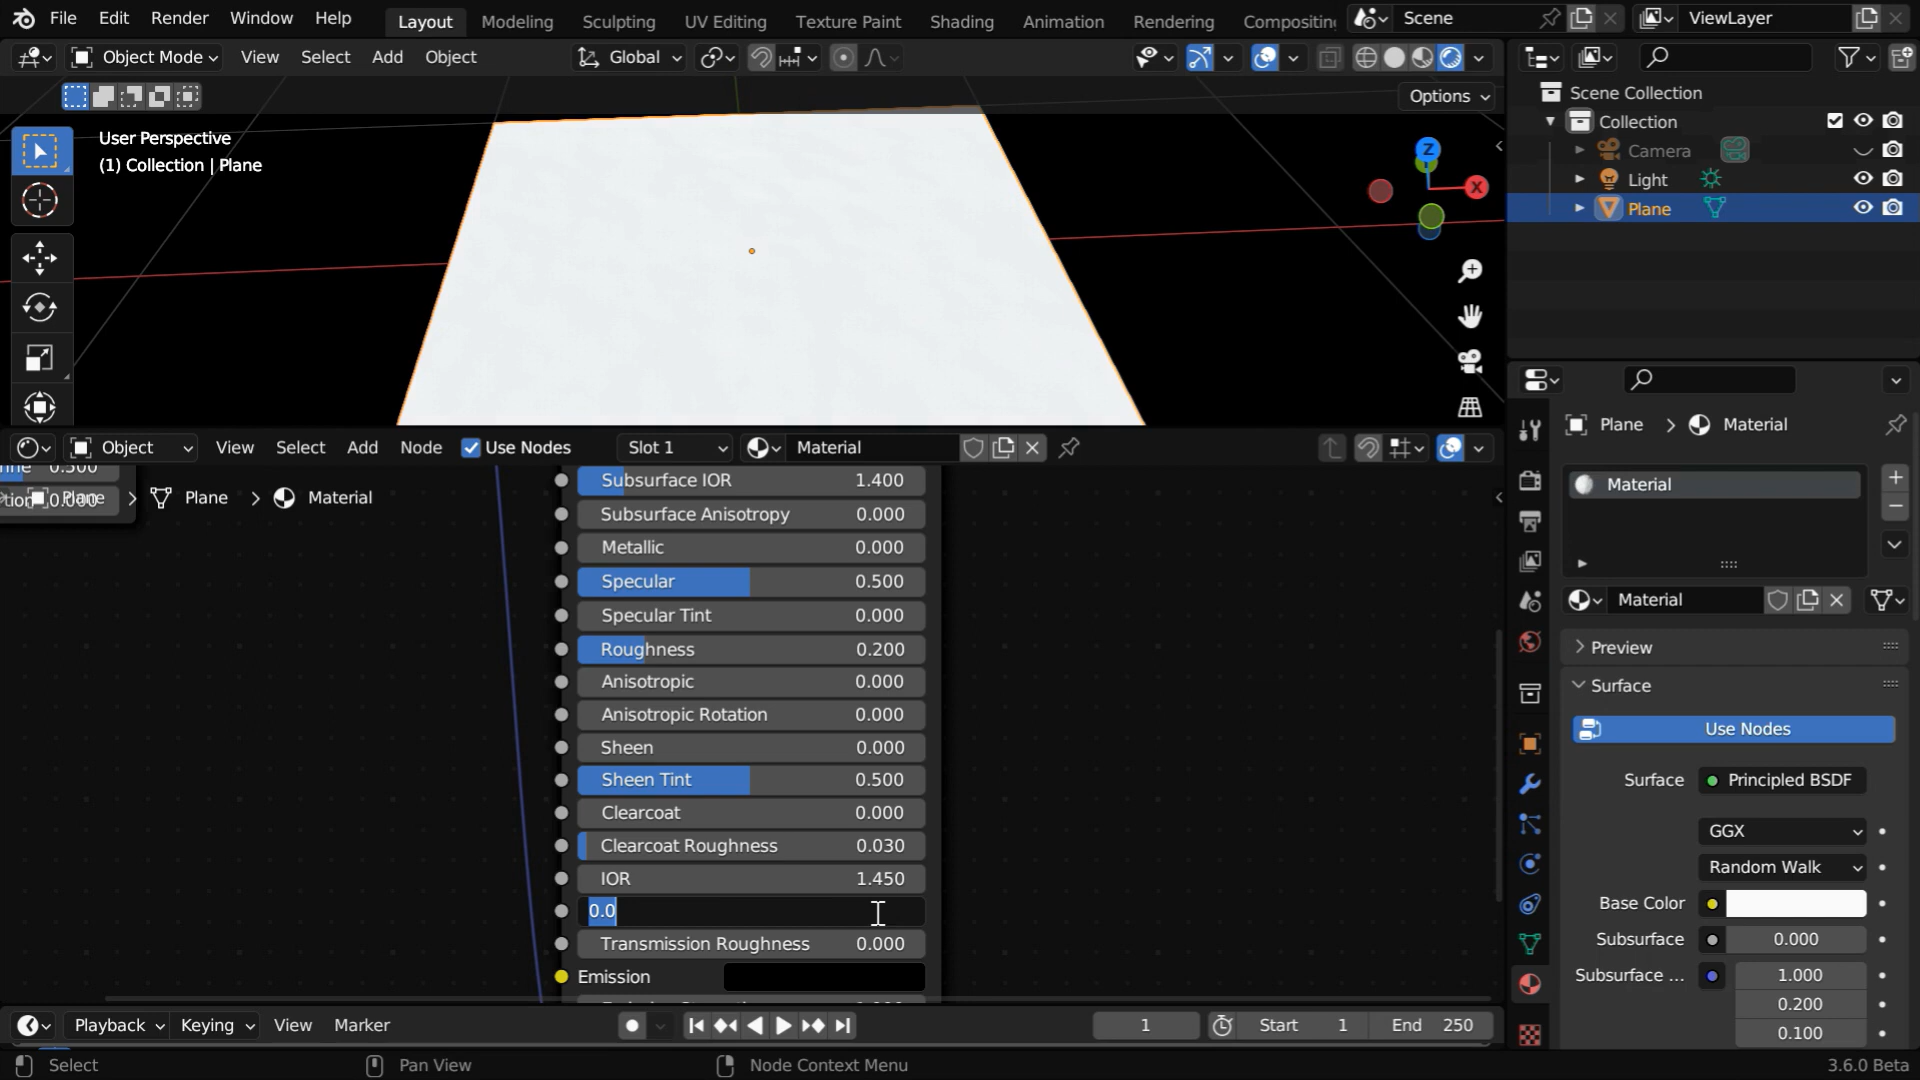 File Edit Render Window Help Layout Modeling Sculpting UV Editing Texture Paint Shading Animation Rendering Scene ViewLayer
Object Mode View Select Add Object Global
Options
User Perspective
(1) Collection | Plane
Z
X
Scene Collection
Collection
Camera
Light
Plane
Object View Select Add Node Use Nodes Slot 1 Material
0.000
Plane > Plane > Material
Subsurface IOR 1.400
Subsurface Anisotropy 0.000
Metallic 0.000
Specular 0.500
Specular Tint 0.000
Roughness 0.200
Anisotropic 0.000
Anisotropic Rotation 0.000
Sheen 0.000
Sheen Tint 0.500
Clearcoat 0.000
Clearcoat Roughness 0.030
IOR 1.450
0.0
Transmission Roughness 0.000
Emission
Plane > Material
Material
Material
Preview
Surface
Use Nodes
Surface Principled BSDF
GGX
Random Walk
Base Color
Subsurface 0.000
Subsurface ... 1.000
0.200
0.100
Playback Keying View Marker 1 Start 1 End 250
Select Pan View Node Context Menu 3.6.0 Beta